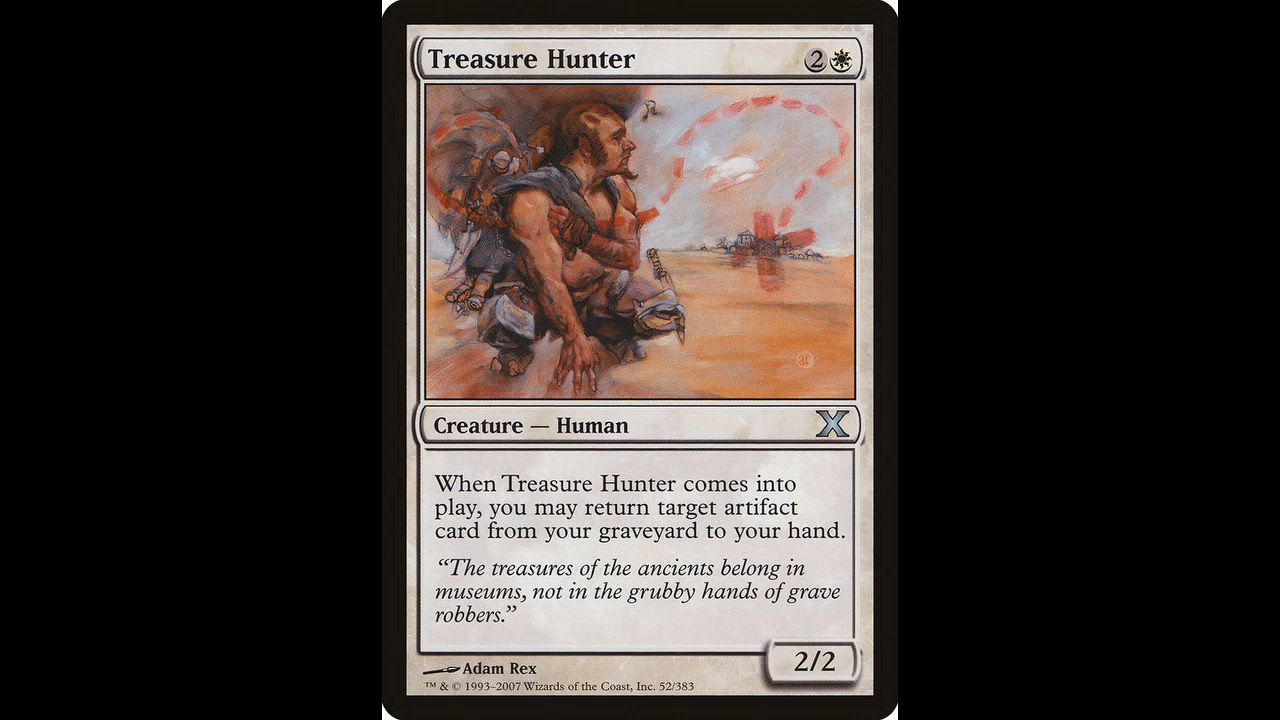 Treasure Hunter
2
Creature — Human
X
When Treasure Hunter comes into
play, you may return target artifact
card from your graveyard to your hand.
“The treasures of the ancients belong in
museums, not in the grubby hands of grave
robbers.”
2/2
Adam Rex
™ & © 1993–2007 Wizards of the Coast, Inc. 52/383